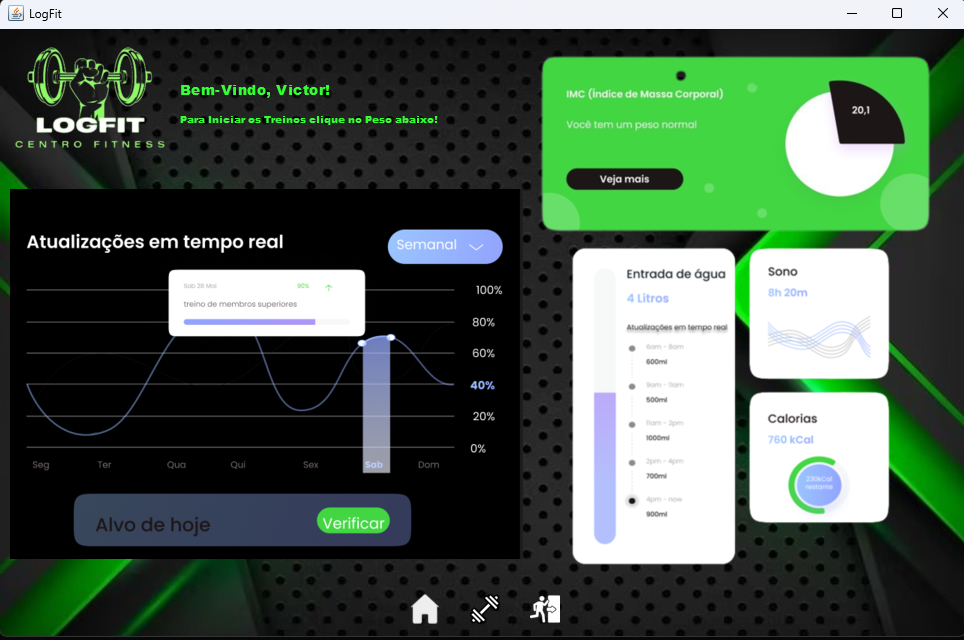 LogFit
LOGFIT
CENTRO FITNESS
Bem-Vindo, Victor!
Para Iniciar os Treinos clique no Peso abaixo!
IMC (Índice de Massa Corporal)
Você tem um peso normal
Veja mais
20,1
Atualizações em tempo real
Semanal
Sab 28 Mai
90%
treino de membros superiores
100%
80%
60%
40%
20%
0%
Seg
Ter
Qua
Qui
Sex
Sab
Dom
Alvo de hoje
Verificar
Entrada de água
4 Litros
Atualizações em tempo real
6am - 8am
600ml
9am - 11am
500ml
11am - 2pm
1000ml
2pm - 4pm
700ml
4pm - now
900ml
Sono
8h 20m
Calorias
760 kCal
230kCal
restante